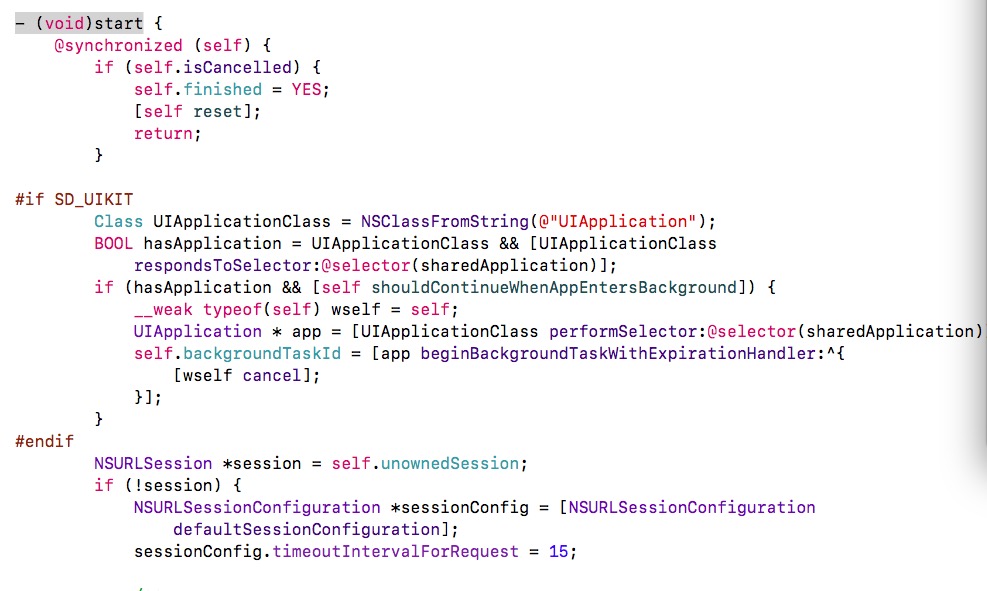 - (void)start {
    @synchronized (self) {
        if (self.isCancelled) {
            self.finished = YES;
            [self reset];
            return;
        }

#if SD_UIKIT
        Class UIApplicationClass = NSClassFromString(@"UIApplication");
        BOOL hasApplication = UIApplicationClass && [UIApplicationClass
            respondsToSelector:@selector(sharedApplication)];
        if (hasApplication && [self shouldContinueWhenAppEntersBackground]) {
            __weak typeof(self) wself = self;
            UIApplication * app = [UIApplicationClass performSelector:@selector(sharedApplication)
            self.backgroundTaskId = [app beginBackgroundTaskWithExpirationHandler:^{
                [wself cancel];
            }];
        }
#endif
        NSURLSession *session = self.unownedSession;
        if (!session) {
            NSURLSessionConfiguration *sessionConfig = [NSURLSessionConfiguration
                defaultSessionConfiguration];
            sessionConfig.timeoutIntervalForRequest = 15;